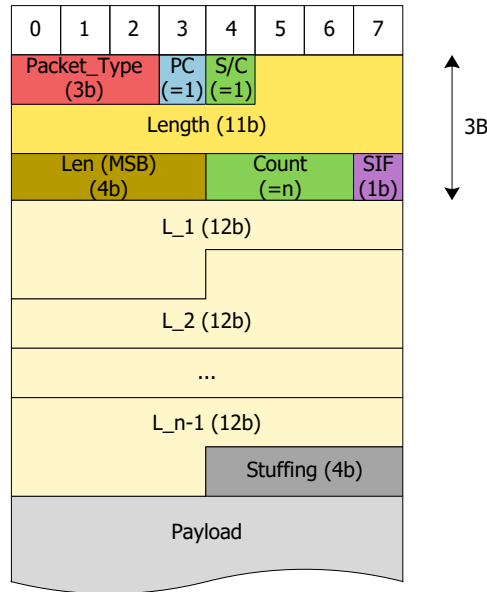 0 1 2 3 4 5 6 7
Packet_Type PC S/C
(3b) (=1) (=1)
Length (11b)
3B
Len (MSB) Count SIF
(4b) (=n) (1b)
L_1 (12b)
L_2 (12b)
...
L_n-1 (12b)
Stuffing (4b)
Payload